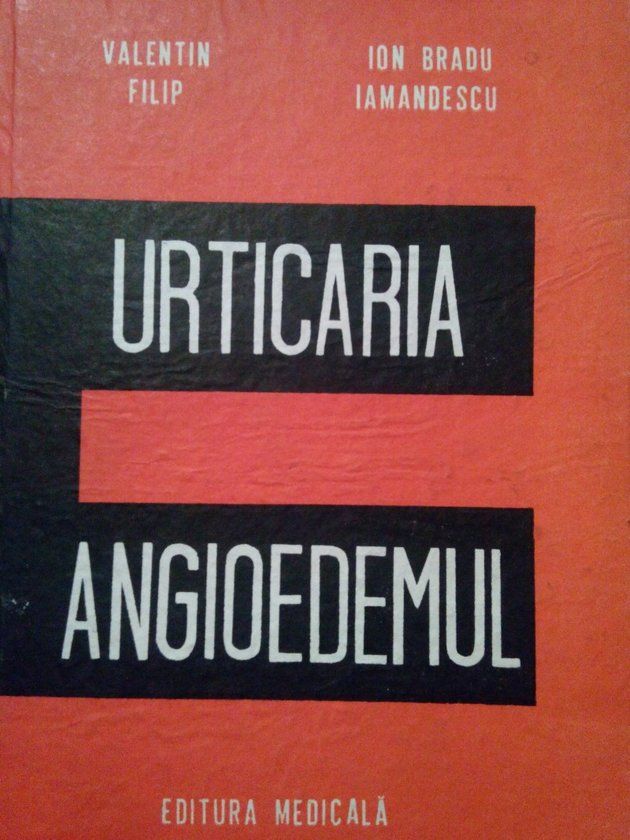 VALENTIN
FILIP
ION BRADU
IAMANDESCU
URTICARIA
ANGIOEDEMUL
EDITURA MEDICALĂ